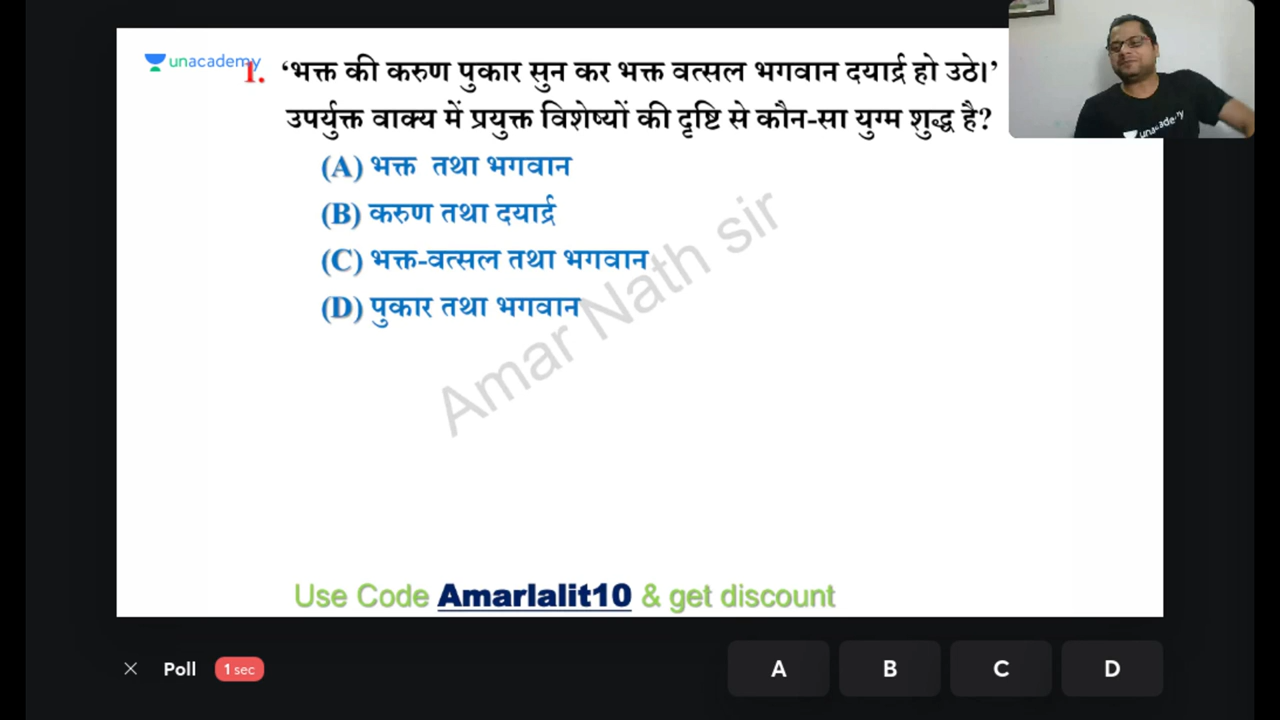 unacademy
1. ‘भक्त की करुण पुकार सुन कर भक्त वत्सल भगवान दयार्द्र हो उठे।’
उपर्युक्त वाक्य में प्रयुक्त विशेष्यों की दृष्टि से कौन-सा युग्म शुद्ध है?
(A) भक्त तथा भगवान
(B) करुण तथा दयार्द्र
(C) भक्त-वत्सल तथा भगवान
(D) पुकार तथा भगवान
Amar Nath sir
unacademy
Use Code Amarlalit10 & get discount
× Poll 1 sec A B C D